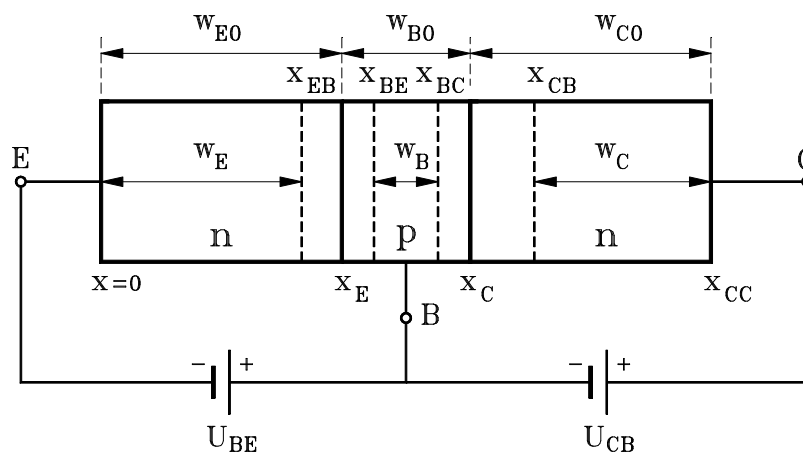 w_E0 w_B0 w_C0
x_EB x_BE x_BC x_CB
E w_E w_B w_C C
n p n
x=0 x_E x_C x_CC
B
- + - +
U_BE U_CB